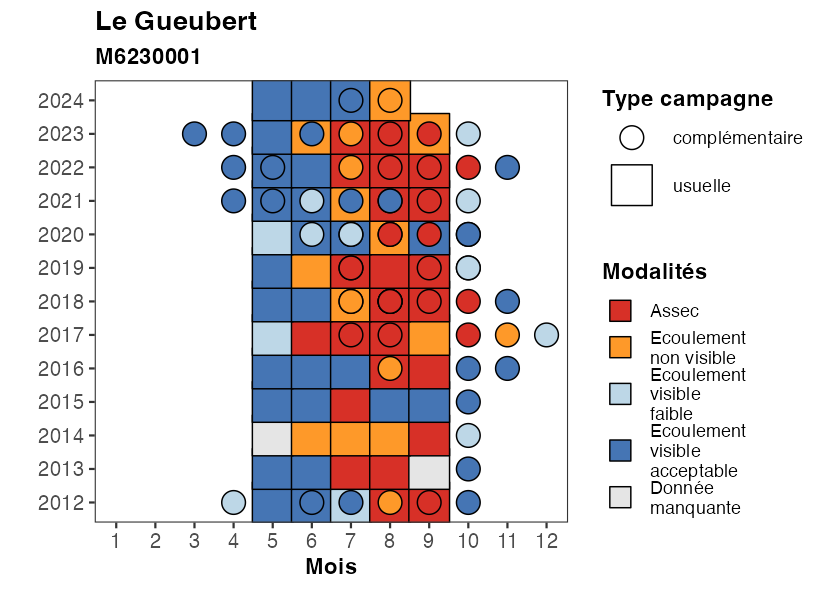 Le Gueubert
M6230001
2024
2023
2022
2021
2020
2019
2018
2017
2016
2015
2014
2013
2012
1 2 3 4 5 6 7 8 9 10 11 12
Mois
Type campagne
complémentaire
usuelle
Modalités
Assec
Ecoulement
non visible
Ecoulement
visible
faible
Ecoulement
visible
acceptable
Donnée
manquante